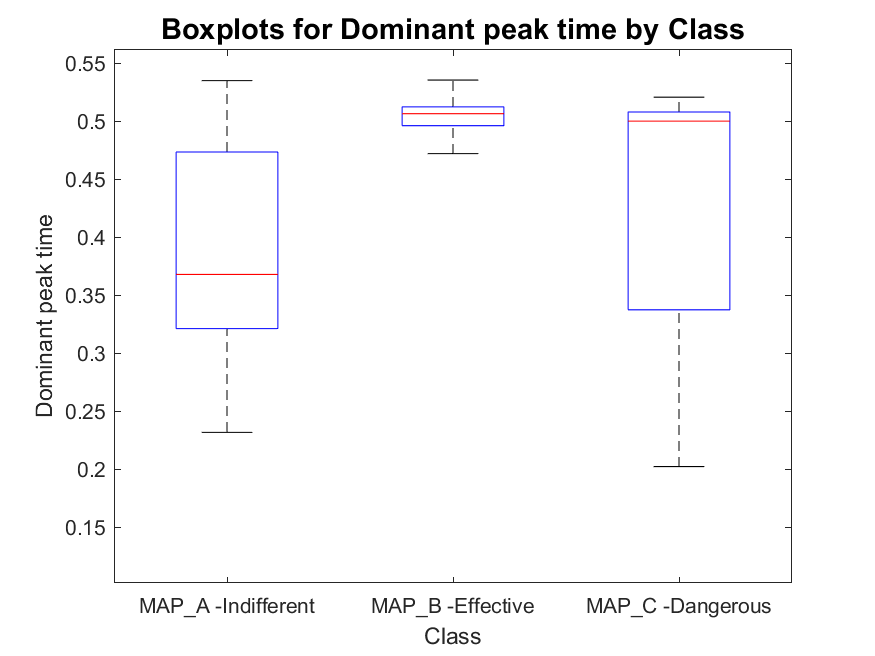 Boxplots for Dominant peak time by Class
0.55
0.5
0.45
0.4
0.35
0.3
0.25
0.2
0.15
Dominant peak time
MAP_A -Indifferent
MAP_B -Effective
MAP_C -Dangerous
Class